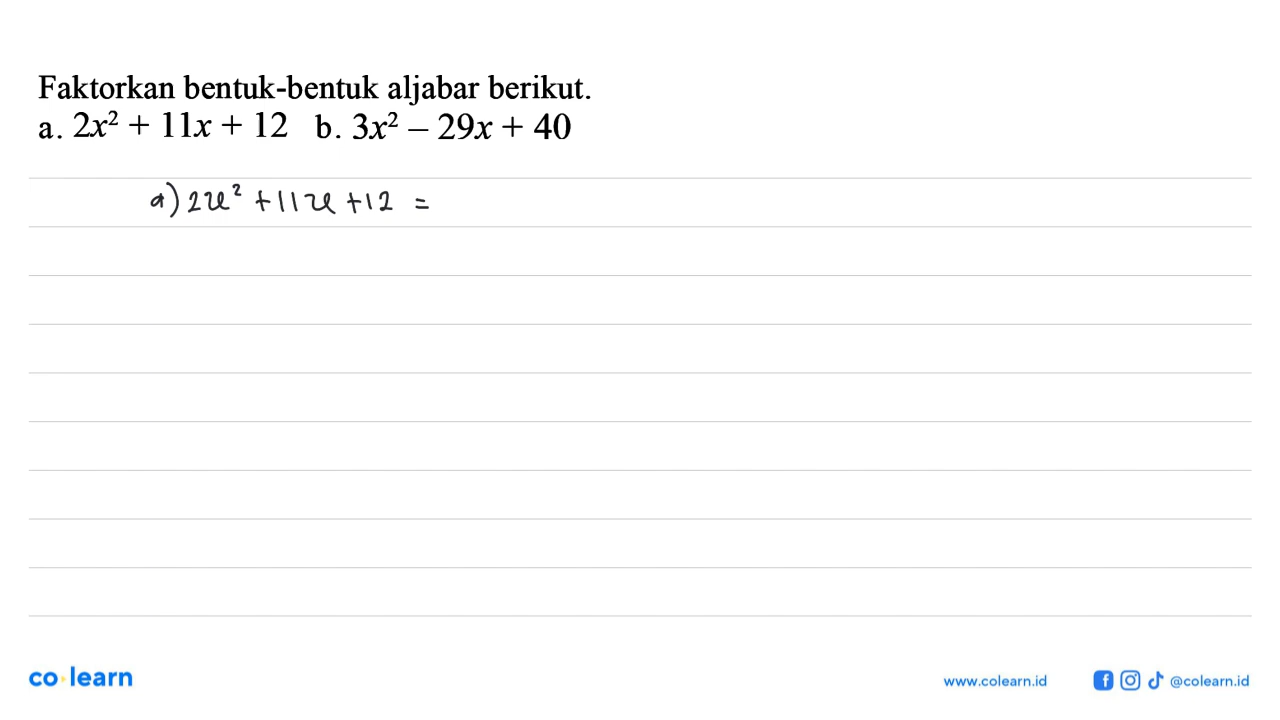 Faktorkan bentuk-bentuk aljabar berikut.
a. 2x² + 11x + 12 b. 3x² – 29x + 40
a) 2x² + 11x + 12 =
co learn
www.colearn.id @colearn.id